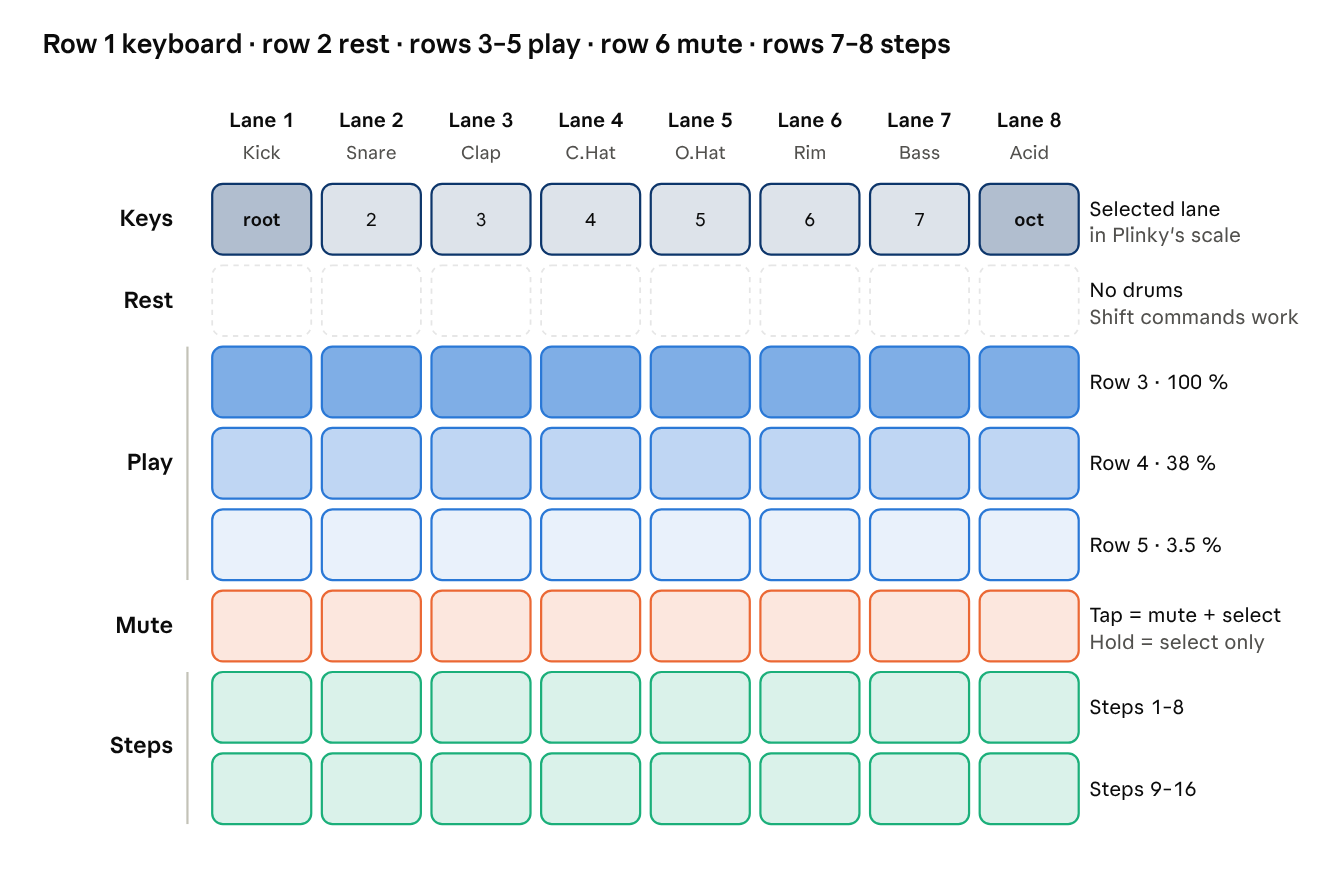 Row 1 keyboard · row 2 rest · rows 3–5 play · row 6 mute · rows 7–8 steps
Lane 1 Lane 2 Lane 3 Lane 4 Lane 5 Lane 6 Lane 7 Lane 8
Kick Snare Clap C.Hat O.Hat Rim Bass Acid
Keys root 2 3 4 5 6 7 oct
Selected lane
in Plinky's scale
Rest
No drums
Shift commands work
Play
Row 3 · 100 %
Row 4 · 38 %
Row 5 · 3.5 %
Mute
Tap = mute + select
Hold = select only
Steps
Steps 1–8
Steps 9–16